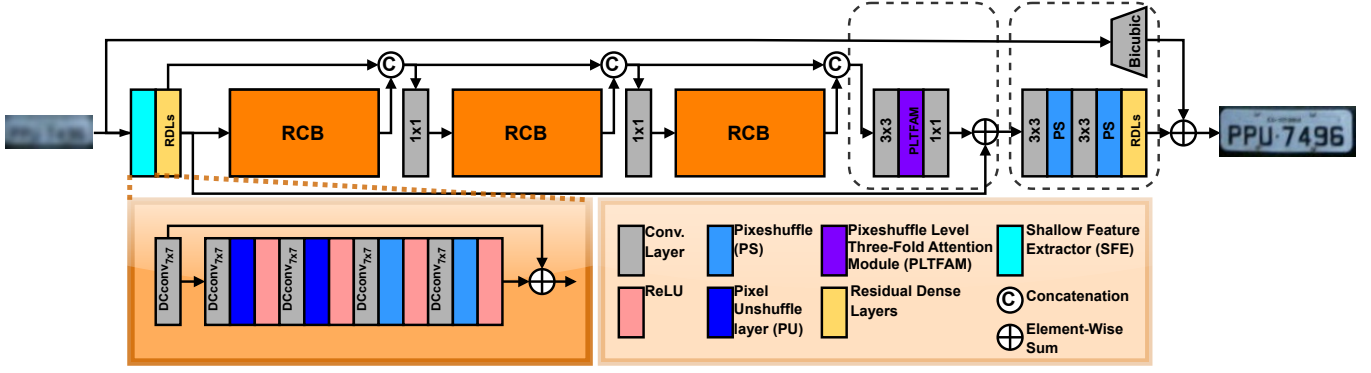 Bicubic
C
C
C
RCB
1x1
RCB
1x1
RCB
3x3
PLTFAM
1x1
3x3
PS
3x3
PS
RDLs
RDLs
PPU 7496
PPU·7496
DCconv7x7
DCconv7x7
DCconv7x7
DCconv7x7
DCconv7x7
Conv.
Layer
Pixeshuffle
(PS)
Pixeshuffle Level
Three-Fold Attention
Module (PLTFAM)
Shallow Feature
Extractor (SFE)
ReLU
Pixel
Unshuffle
layer (PU)
Residual Dense
Layers
C
Concatenation
Element-Wise
Sum